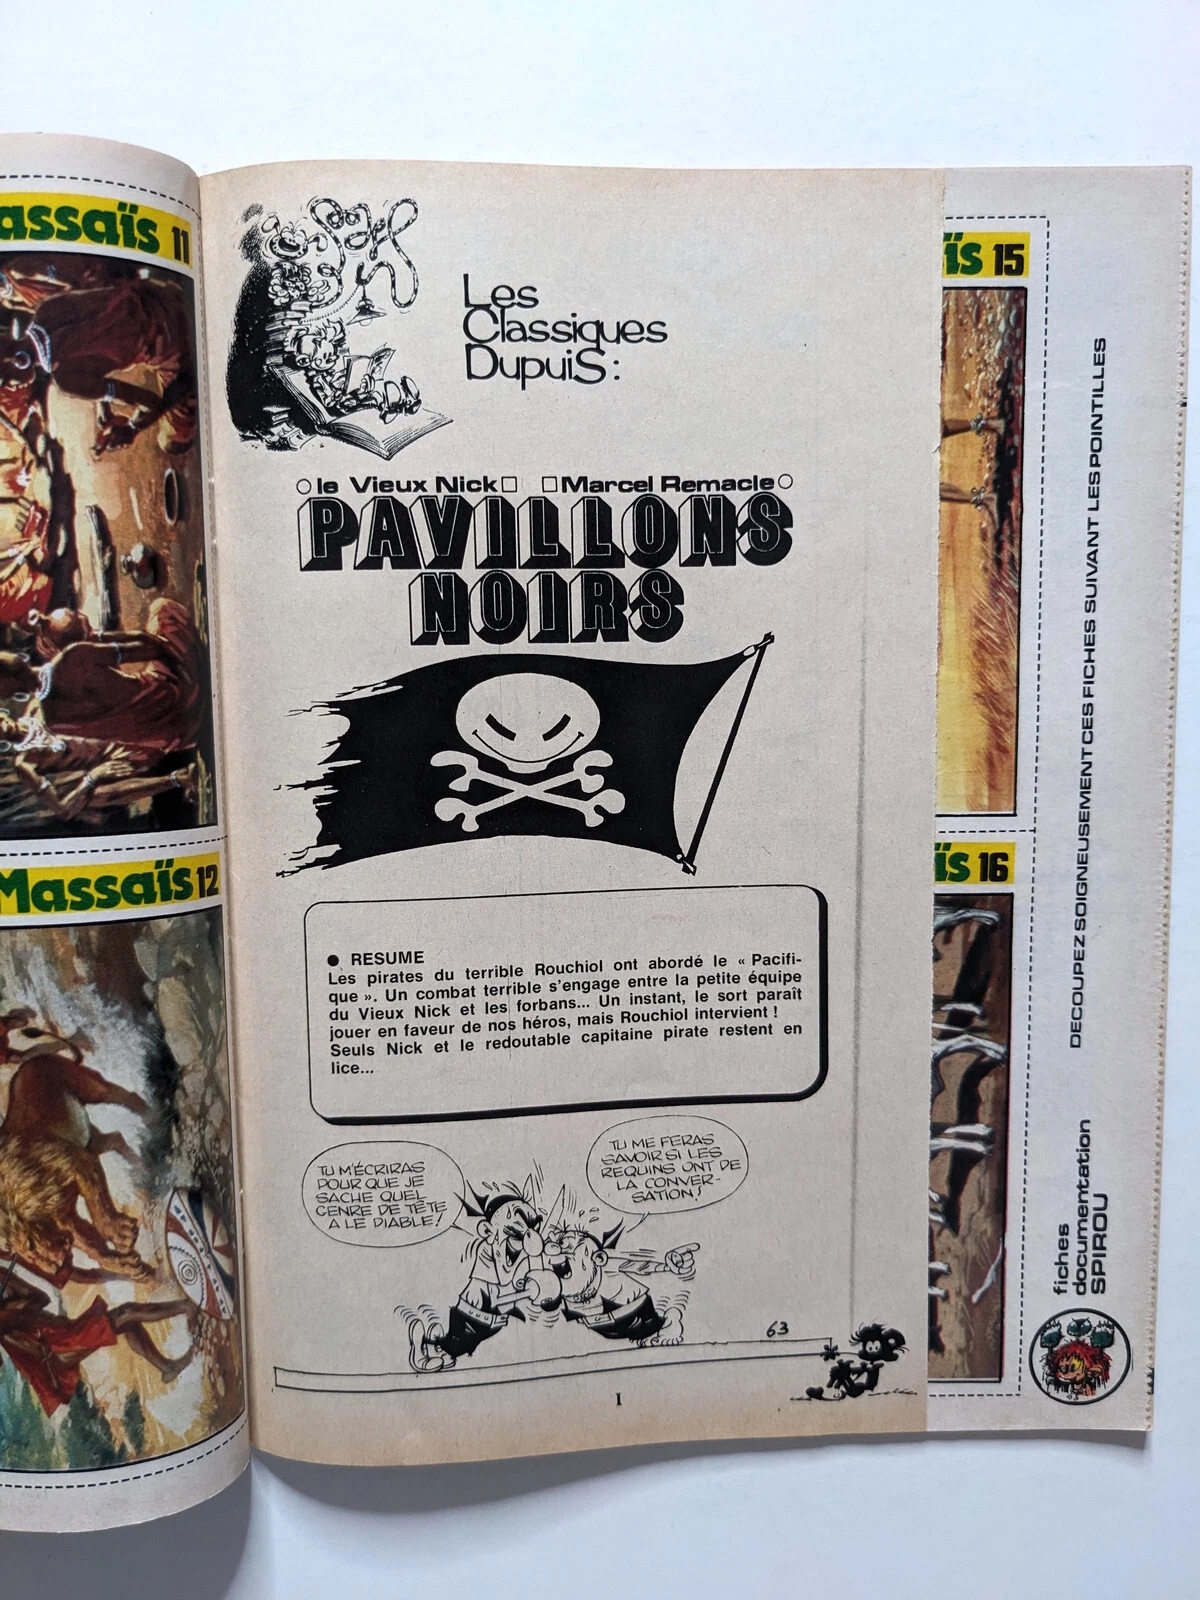 assaïs 11
Massaïs 12
Les
Classiques
Dupuis :
le Vieux Nick Marcel Remacle
PAVILLONS
NOIRS
● RESUME
Les pirates du terrible Rouchiol ont abordé le « Pacifi-
que ». Un combat terrible s'engage entre la petite équipe
du Vieux Nick et les forbans... Un instant, le sort paraît
jouer en faveur de nos héros, mais Rouchiol intervient !
Seuls Nick et le redoutable capitaine pirate restent en
lice...
TU M'ÉCRIRAS
POUR QUE JE
SACHE QUEL
GENRE DE TÊTE
A LE DIABLE!
TU ME FERAS
SAVOIR SI LES
REQUINS ONT DE
LA CONVER-
SATION!
63
1
ïs 15
ïs 16
DECOUPEZ SOIGNEUSEMENT CES FICHES SUIVANT LES POINTILLES
fiches
documentation
SPIROU